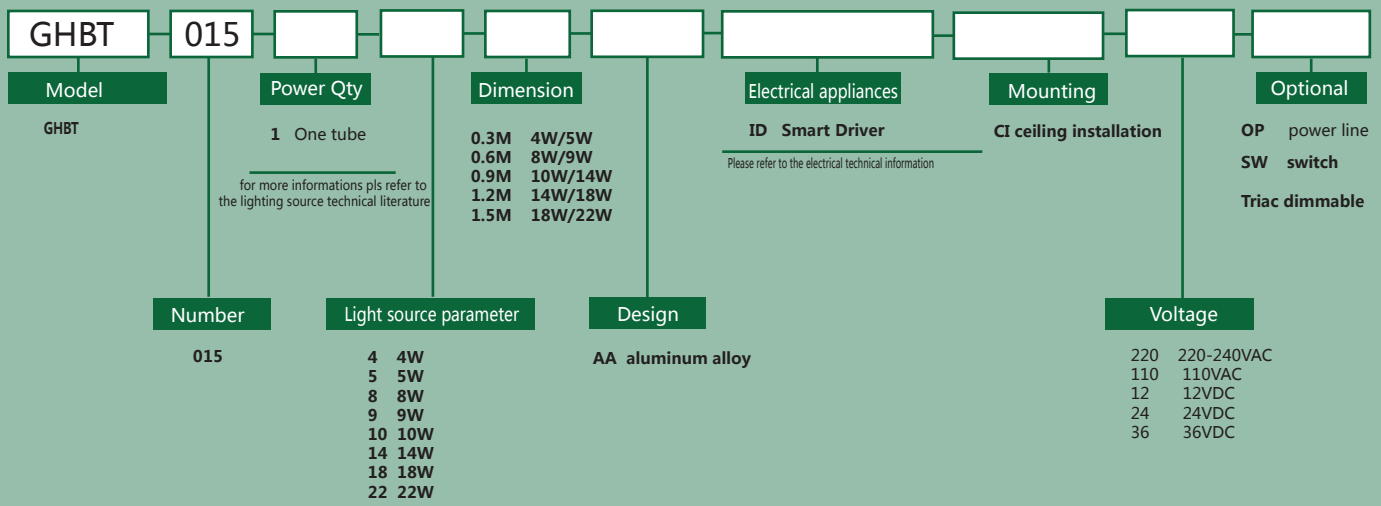 GHBT 015
Model
GHBT
Power Qty
1 One tube
for more informations pls refer to
the lighting source technical literature
Dimension
0.3M 4W/5W
0.6M 8W/9W
0.9M 10W/14W
1.2M 14W/18W
1.5M 18W/22W
Electrical appliances
ID Smart Driver
Please refer to the electrical technical information
Mounting
CI ceiling installation
Optional
OP power line
SW switch
Triac dimmable
Number
015
Light source parameter
4 4W
5 5W
8 8W
9 9W
10 10W
14 14W
18 18W
22 22W
Design
AA aluminum alloy
Voltage
220 220-240VAC
110 110VAC
12 12VDC
24 24VDC
36 36VDC